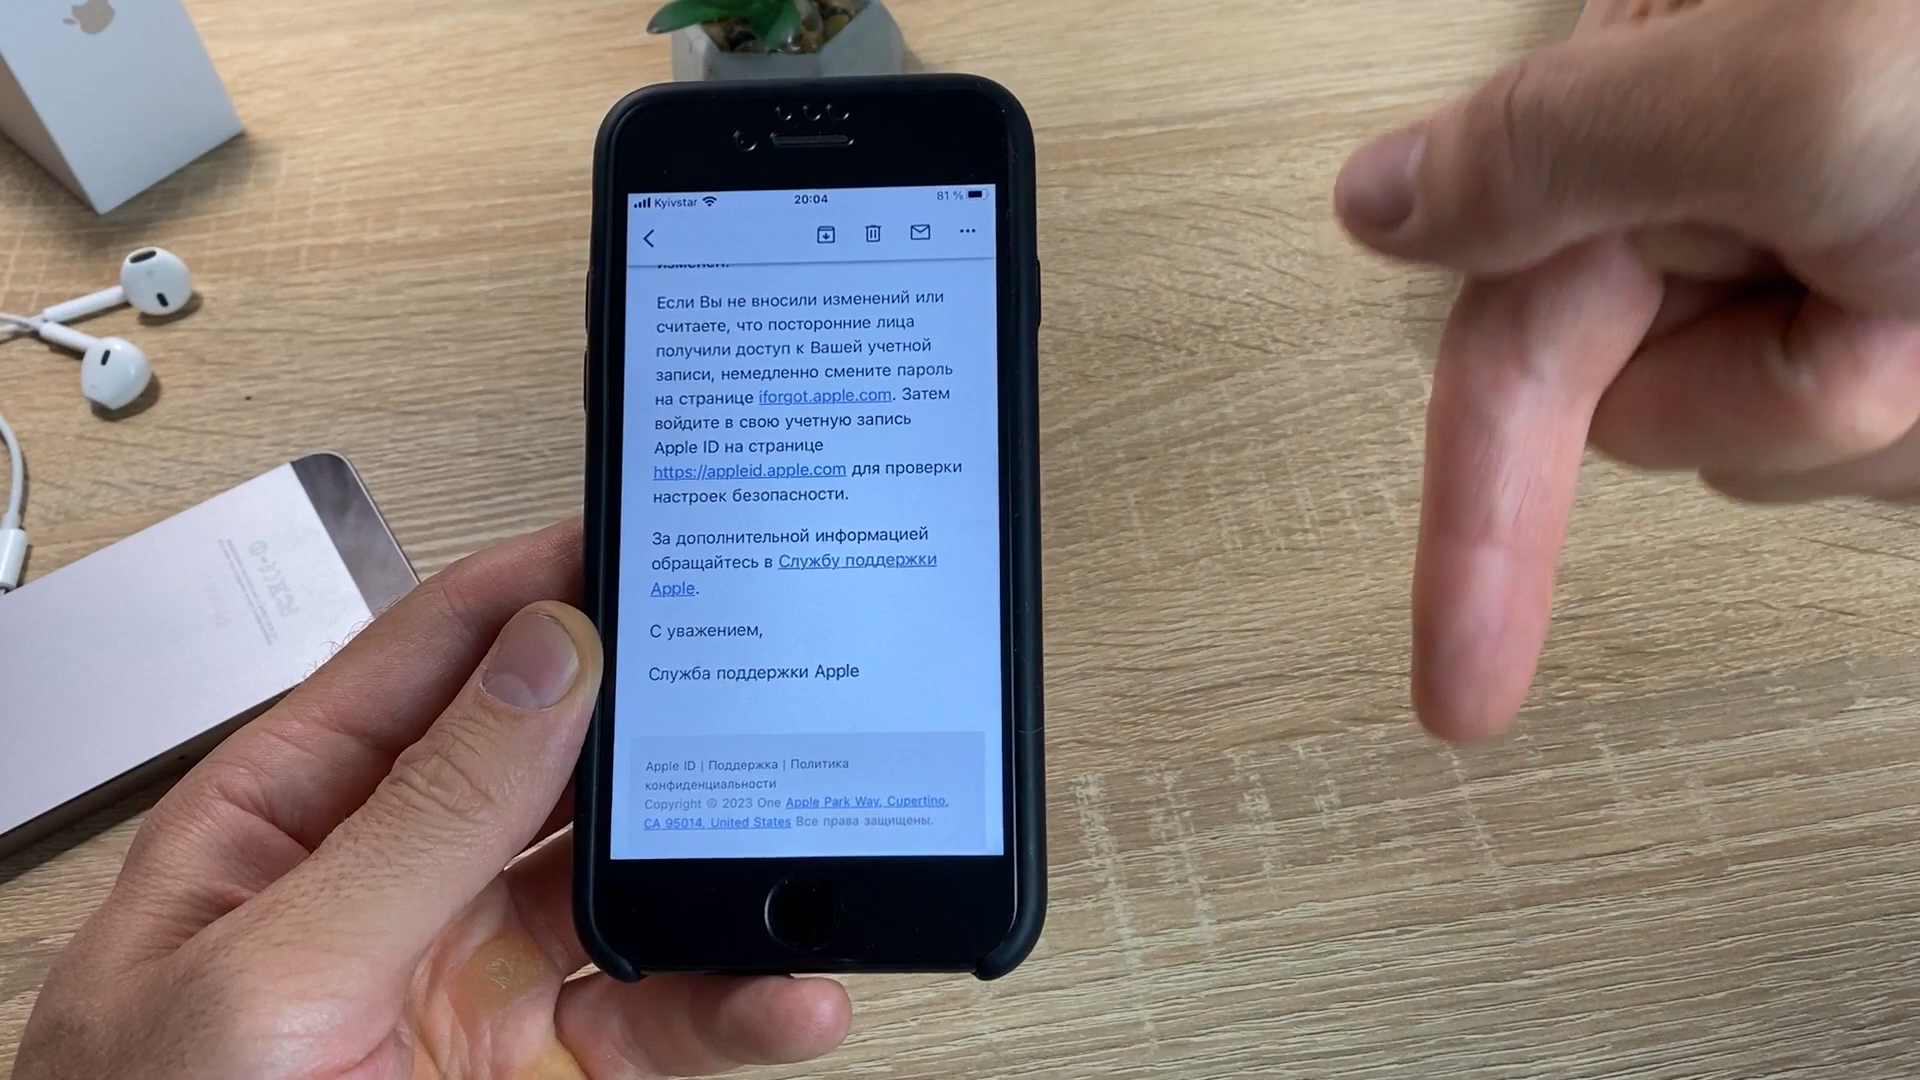 Kyivstar 20:04 81 %
изменен.
Если Вы не вносили изменений или
считаете, что посторонние лица
получили доступ к Вашей учетной
записи, немедленно смените пароль
на странице iforgot.apple.com. Затем
войдите в свою учетную запись
Apple ID на странице
https://appleid.apple.com для проверки
настроек безопасности.
За дополнительной информацией
обращайтесь в Службу поддержки
Apple.
С уважением,
Служба поддержки Apple
Apple ID | Поддержка | Политика
конфиденциальности
Copyright © 2023 One Apple Park Way, Cupertino,
CA 95014, United States Все права защищены.